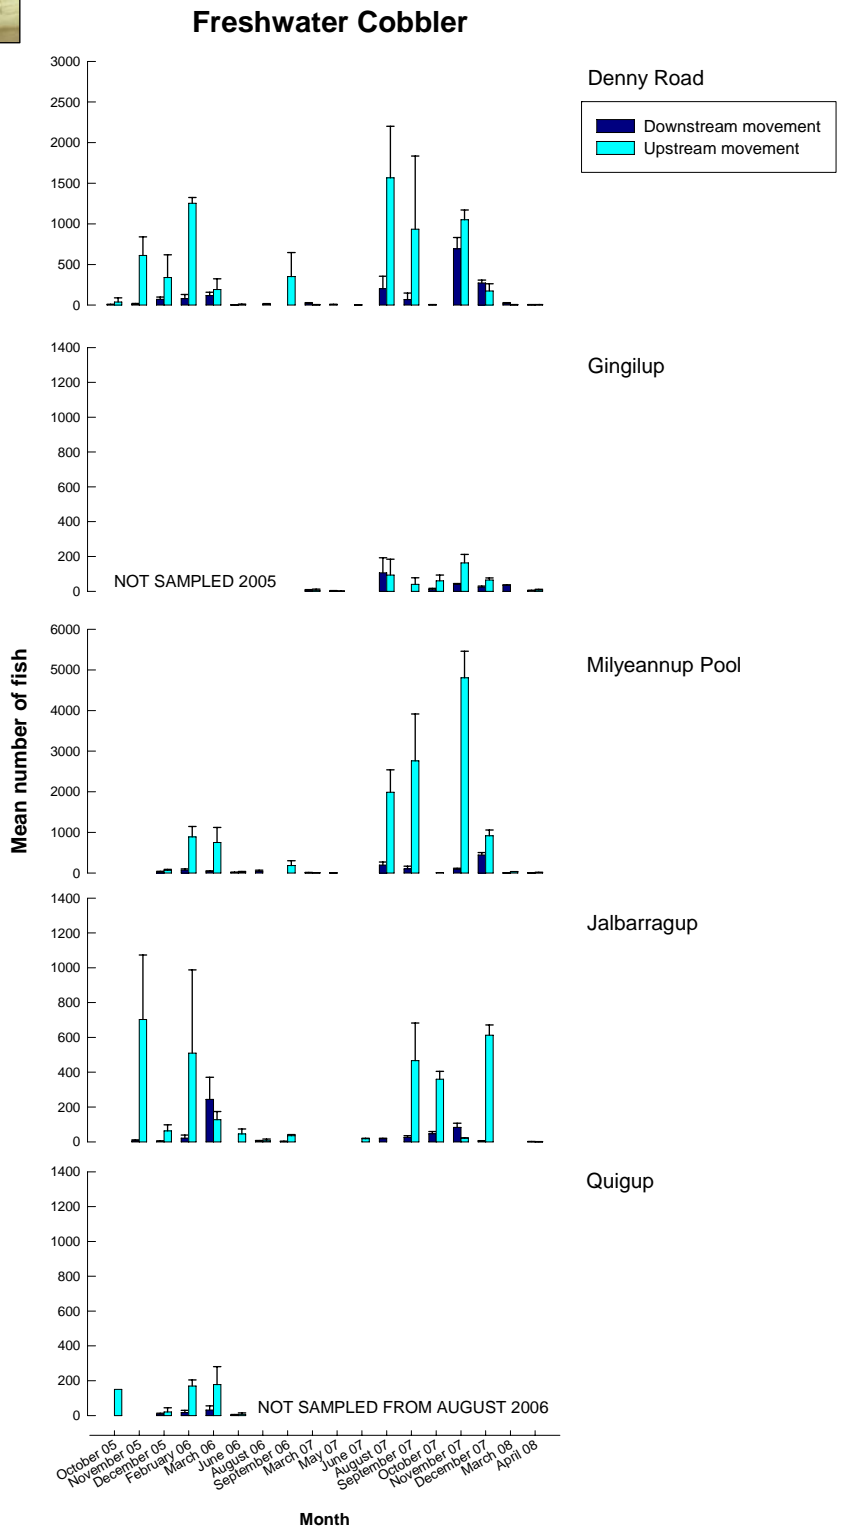 Freshwater Cobbler
Denny Road
Downstream movement
Upstream movement
3000
2500
2000
1500
1000
500
0
Gingilup
1400
1200
1000
800
600
400
200
0
NOT SAMPLED 2005
Mean number of fish
Milyeannup Pool
6000
5000
4000
3000
2000
1000
0
Jalbarragup
1400
1200
1000
800
600
400
200
0
Quigup
1400
1200
1000
800
600
400
200
0
NOT SAMPLED FROM AUGUST 2006
October 05
November 05
December 05
February 06
March 06
June 06
August 06
September 06
March 07
May 07
June 07
August 07
September 07
October 07
November 07
December 07
March 08
April 08
Month